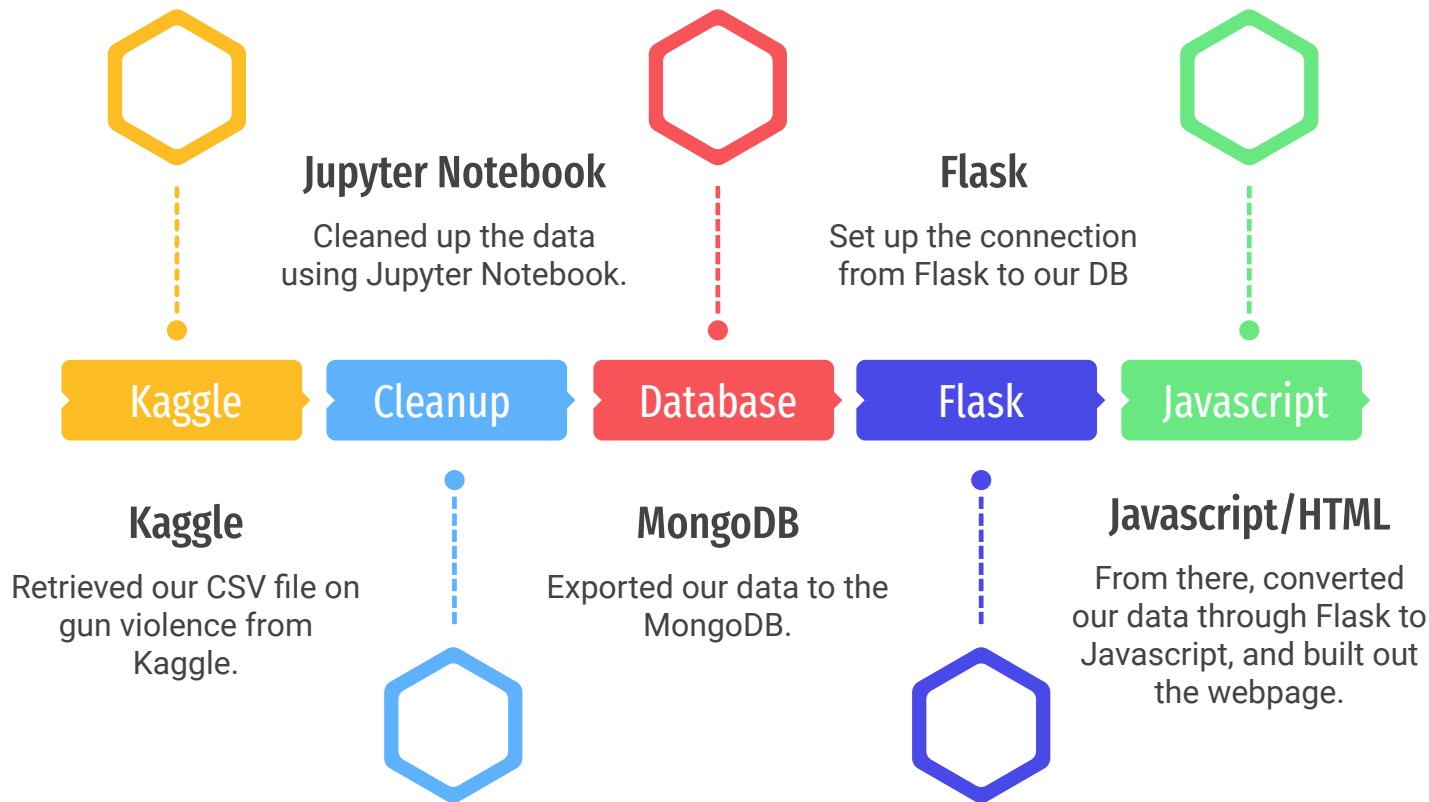 Jupyter Notebook
Cleaned up the data
using Jupyter Notebook.
Flask
Set up the connection
from Flask to our DB
Kaggle
Cleanup
Database
Flask
Javascript
Kaggle
Retrieved our CSV file on
gun violence from
Kaggle.
MongoDB
Exported our data to the
MongoDB.
Javascript/HTML
From there, converted
our data through Flask to
Javascript, and built out
the webpage.